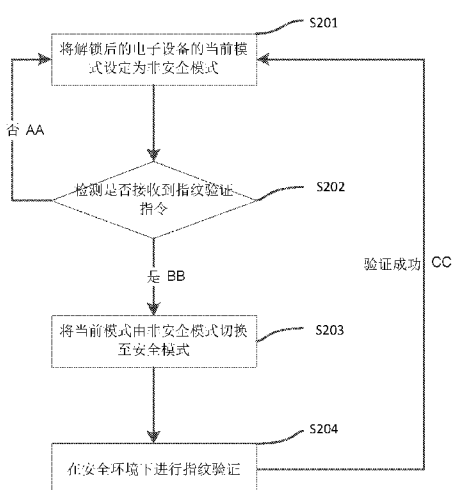 S201
将解锁后的电子设备的当前模
式设定为非安全模式
否 AA
检测是否接收到指纹验证
指令
S202
是 BB
验证成功 CC
将当前模式由非安全模式切换
至安全模式
S203
S204
在安全环境下进行指纹验证